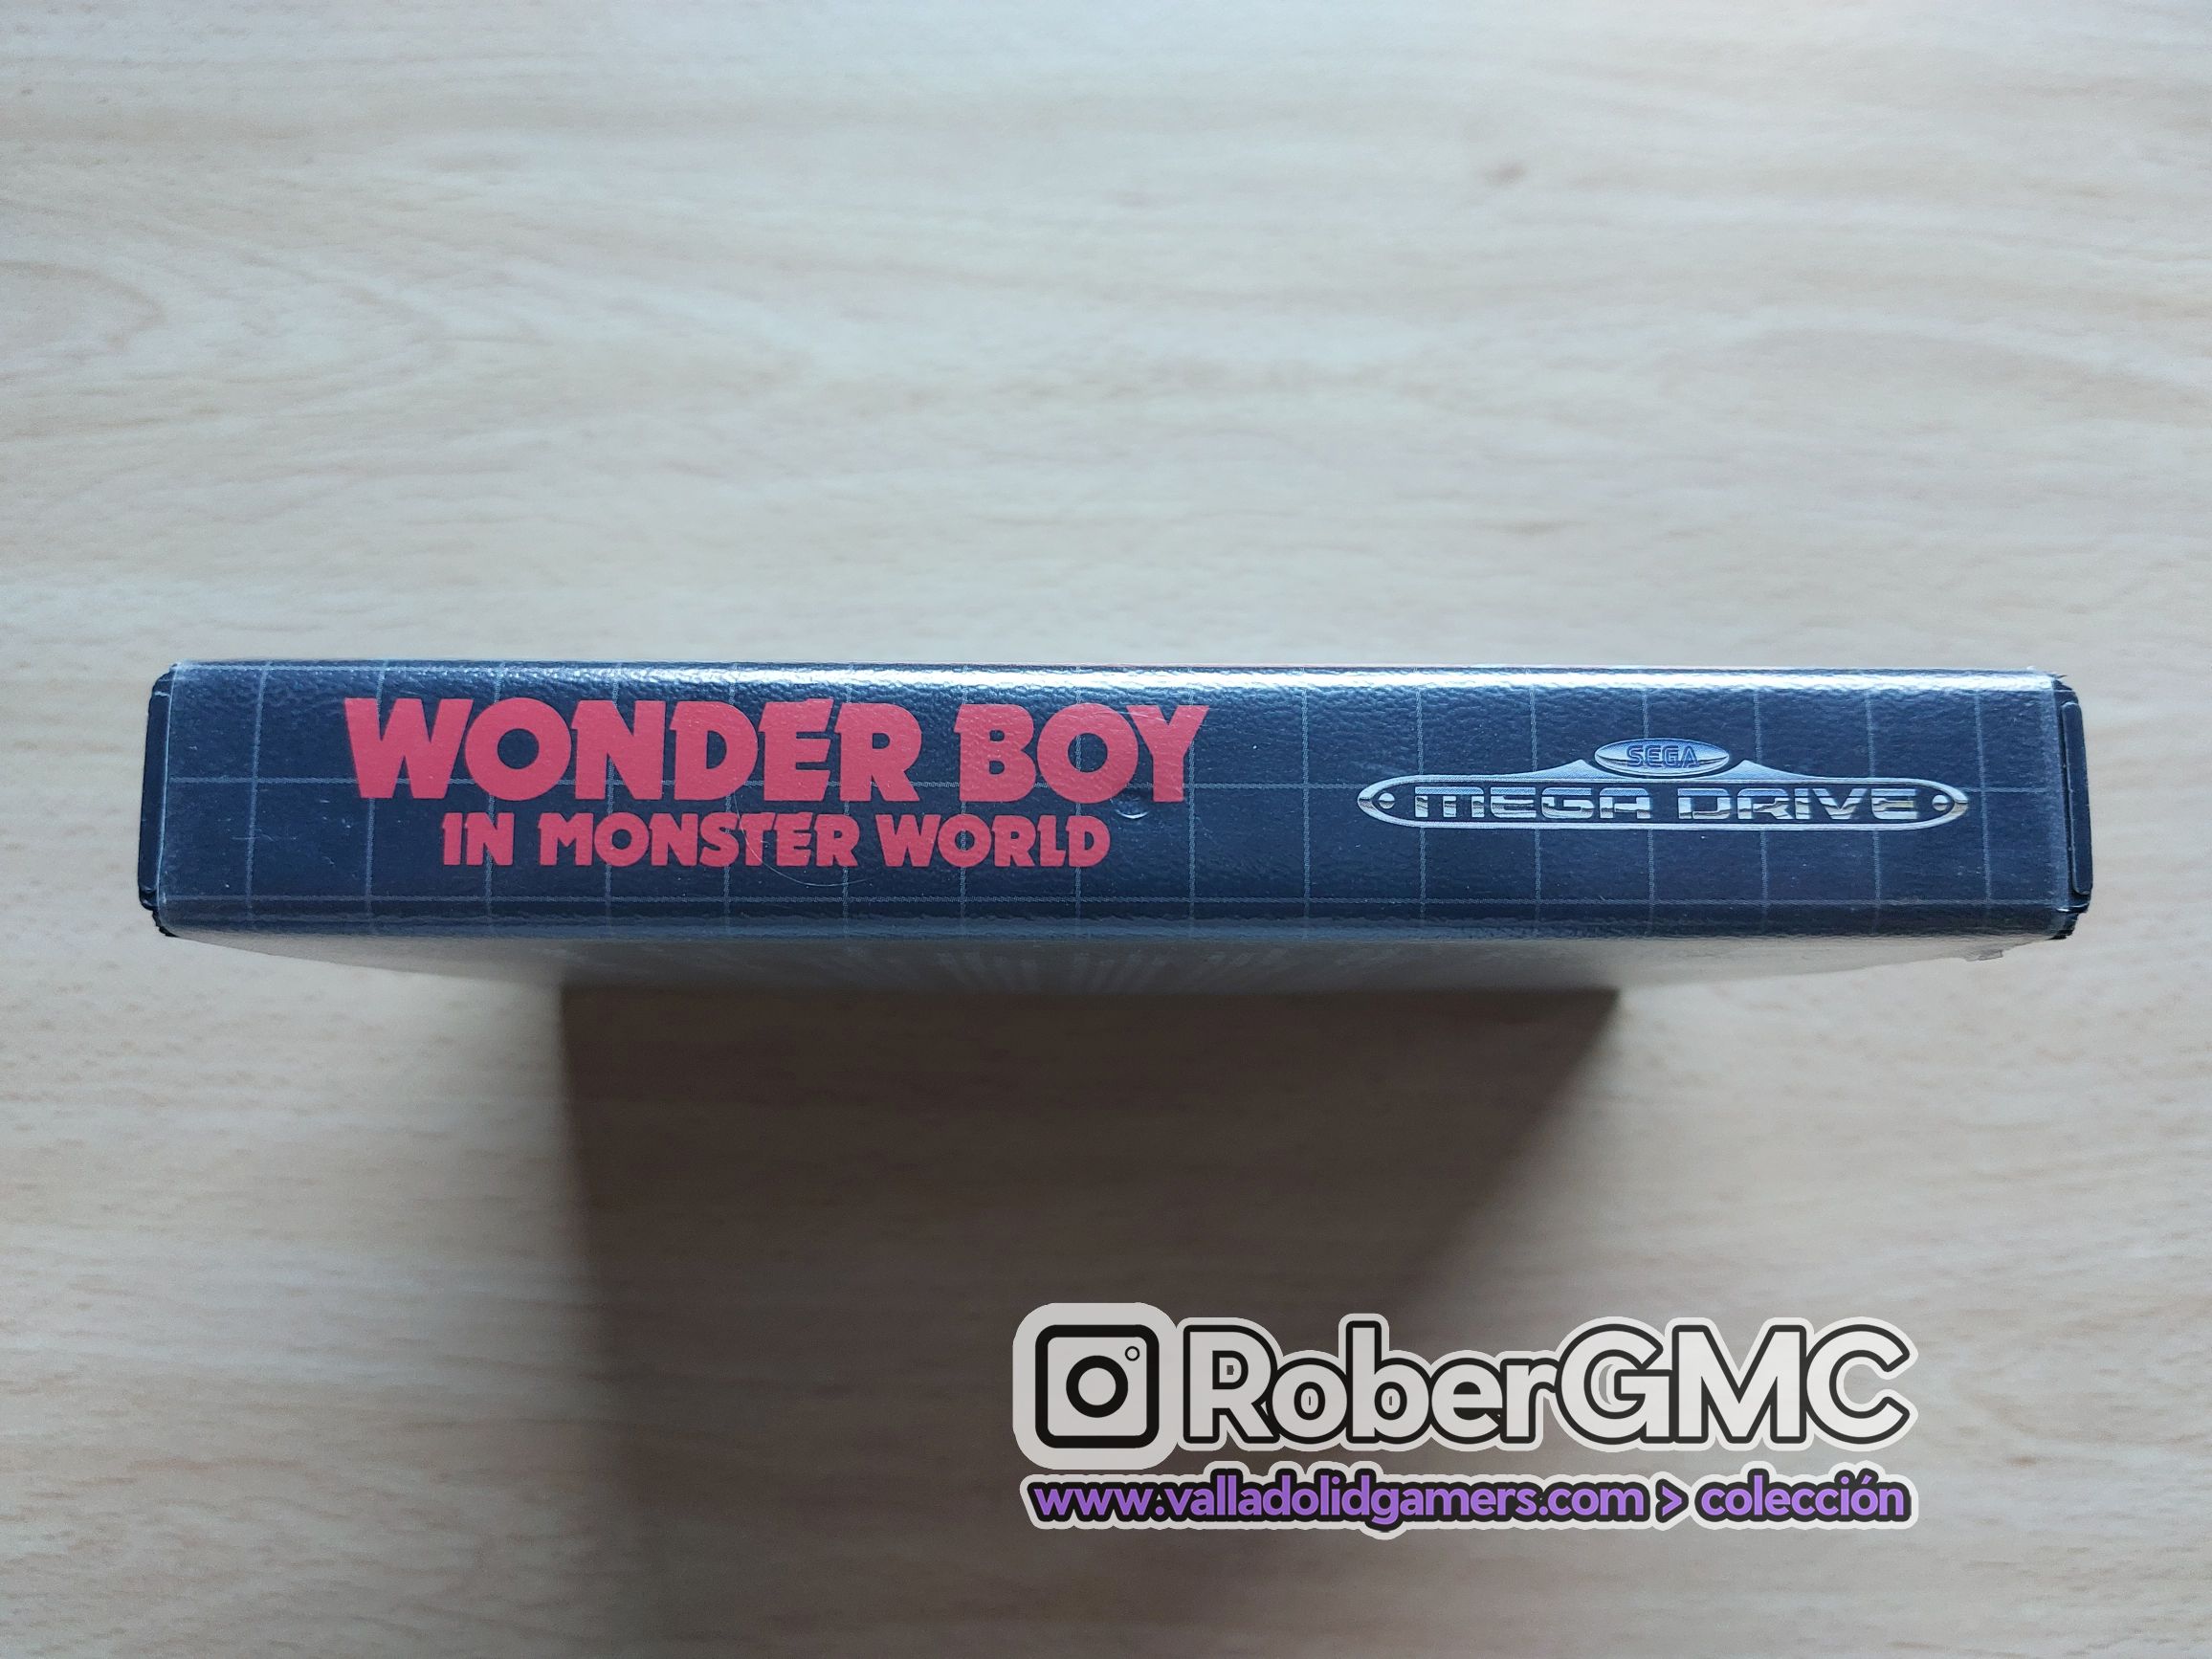 WONDER BOY
IN MONSTER WORLD
SEGA
MEGA DRIVE
RoberGMC
www.valladolidgamers.com > colección